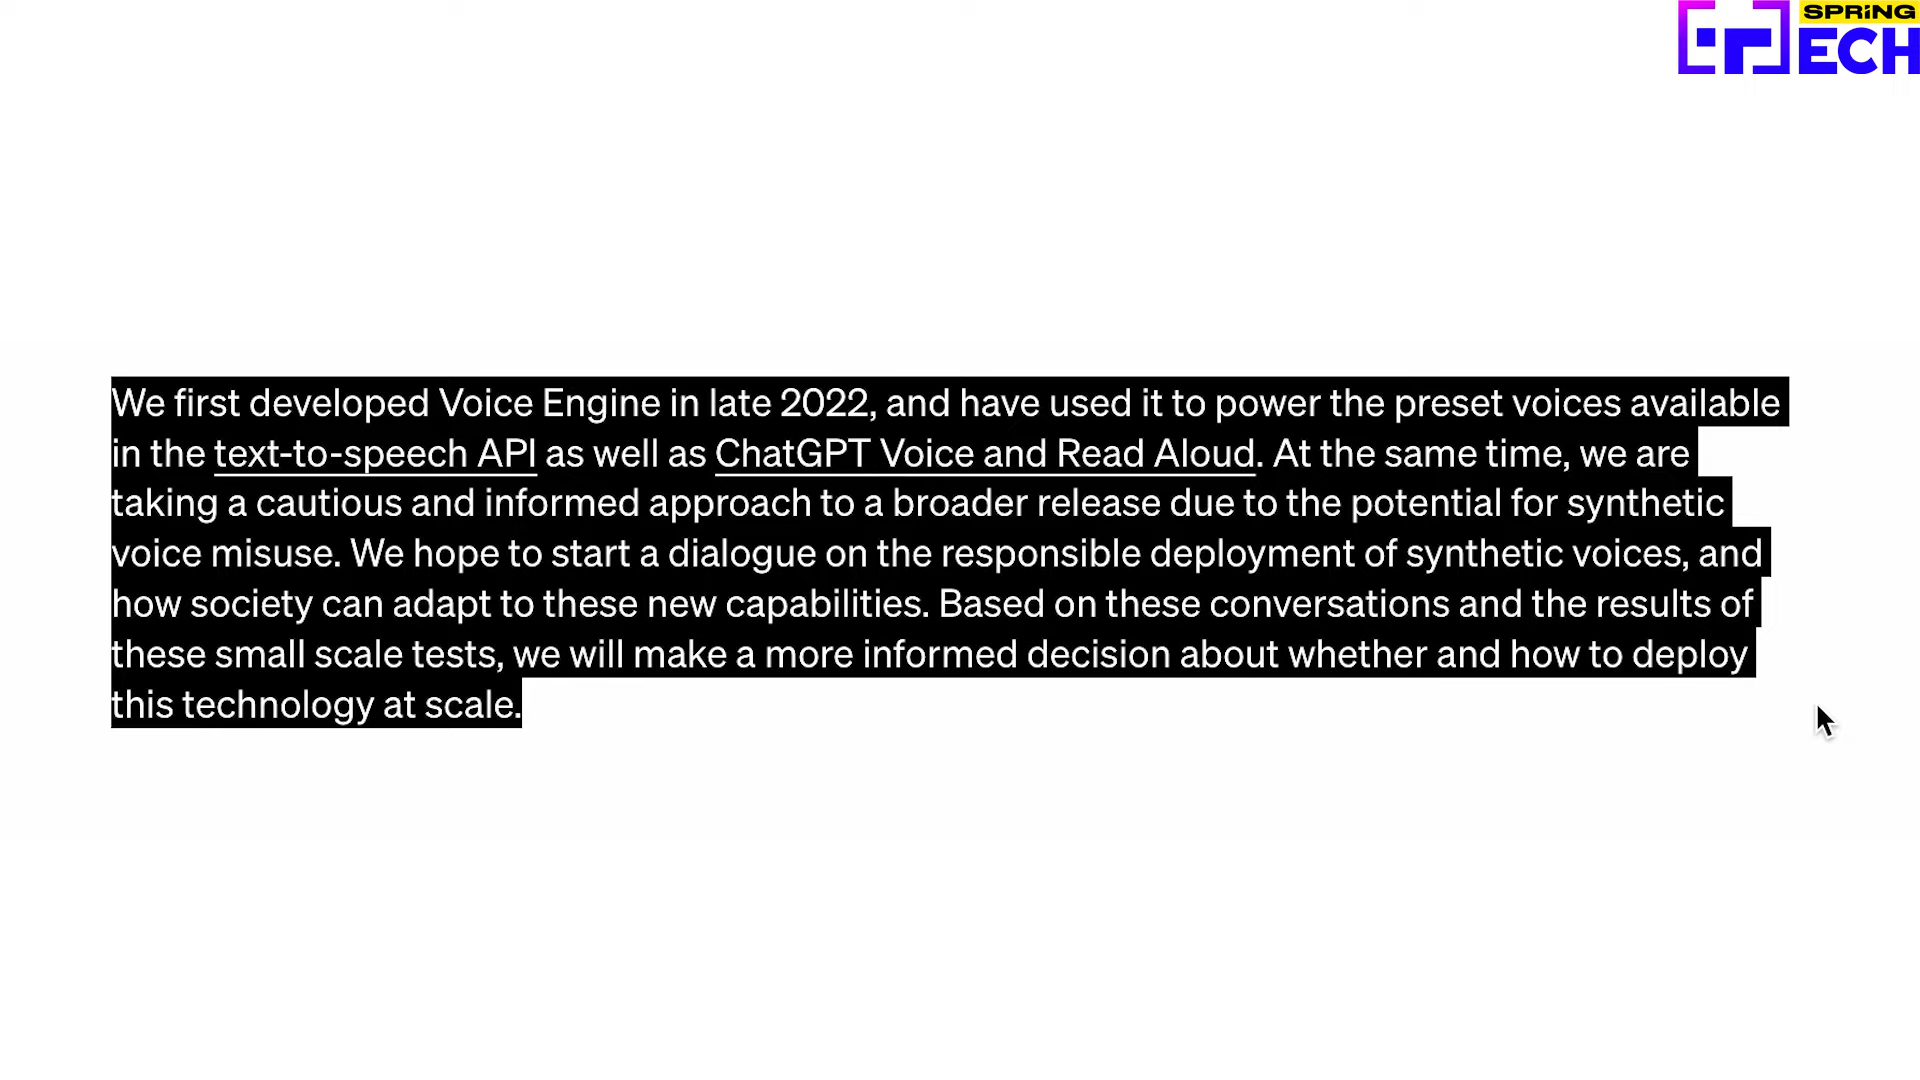 SPRING
TECH
We first developed Voice Engine in late 2022, and have used it to power the preset voices available
in the text-to-speech API as well as ChatGPT Voice and Read Aloud. At the same time, we are
taking a cautious and informed approach to a broader release due to the potential for synthetic
voice misuse. We hope to start a dialogue on the responsible deployment of synthetic voices, and
how society can adapt to these new capabilities. Based on these conversations and the results of
these small scale tests, we will make a more informed decision about whether and how to deploy
this technology at scale.